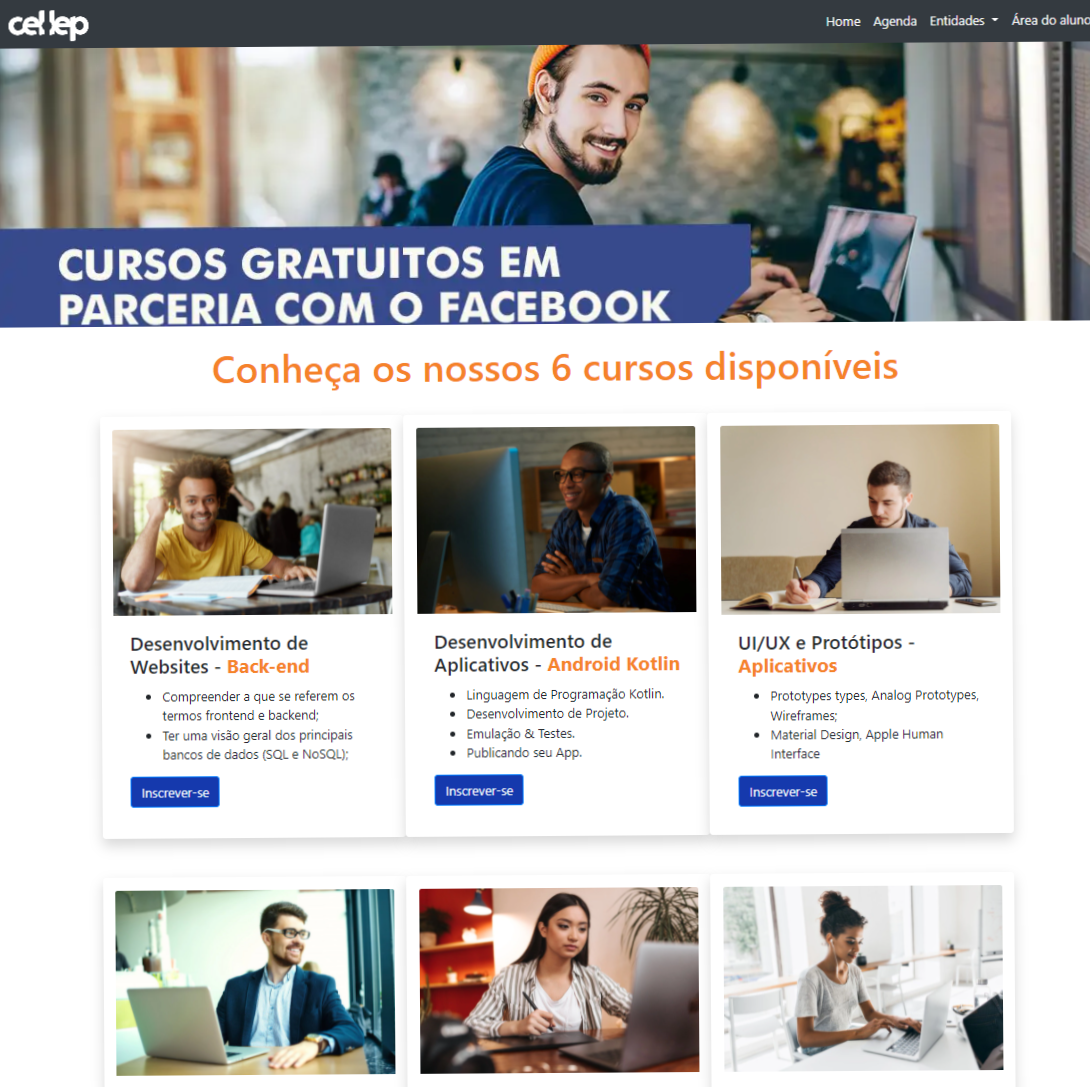 cel lep
Home Agenda Entidades Área do aluno
CURSOS GRATUITOS EM
PARCERIA COM O FACEBOOK
Conheça os nossos 6 cursos disponíveis
Desenvolvimento de
Websites - Back-end
Compreender a que se referem os
termos frontend e backend;
Ter uma visão geral dos principais
bancos de dados (SQL e NoSQL);
Inscrever-se
Desenvolvimento de
Aplicativos - Android Kotlin
Linguagem de Programação Kotlin.
Desenvolvimento de Projeto.
Emulação & Testes.
Publicando seu App.
Inscrever-se
UI/UX e Protótipos -
Aplicativos
Prototypes types, Analog Prototypes,
Wireframes;
Material Design, Apple Human
Interface
Inscrever-se